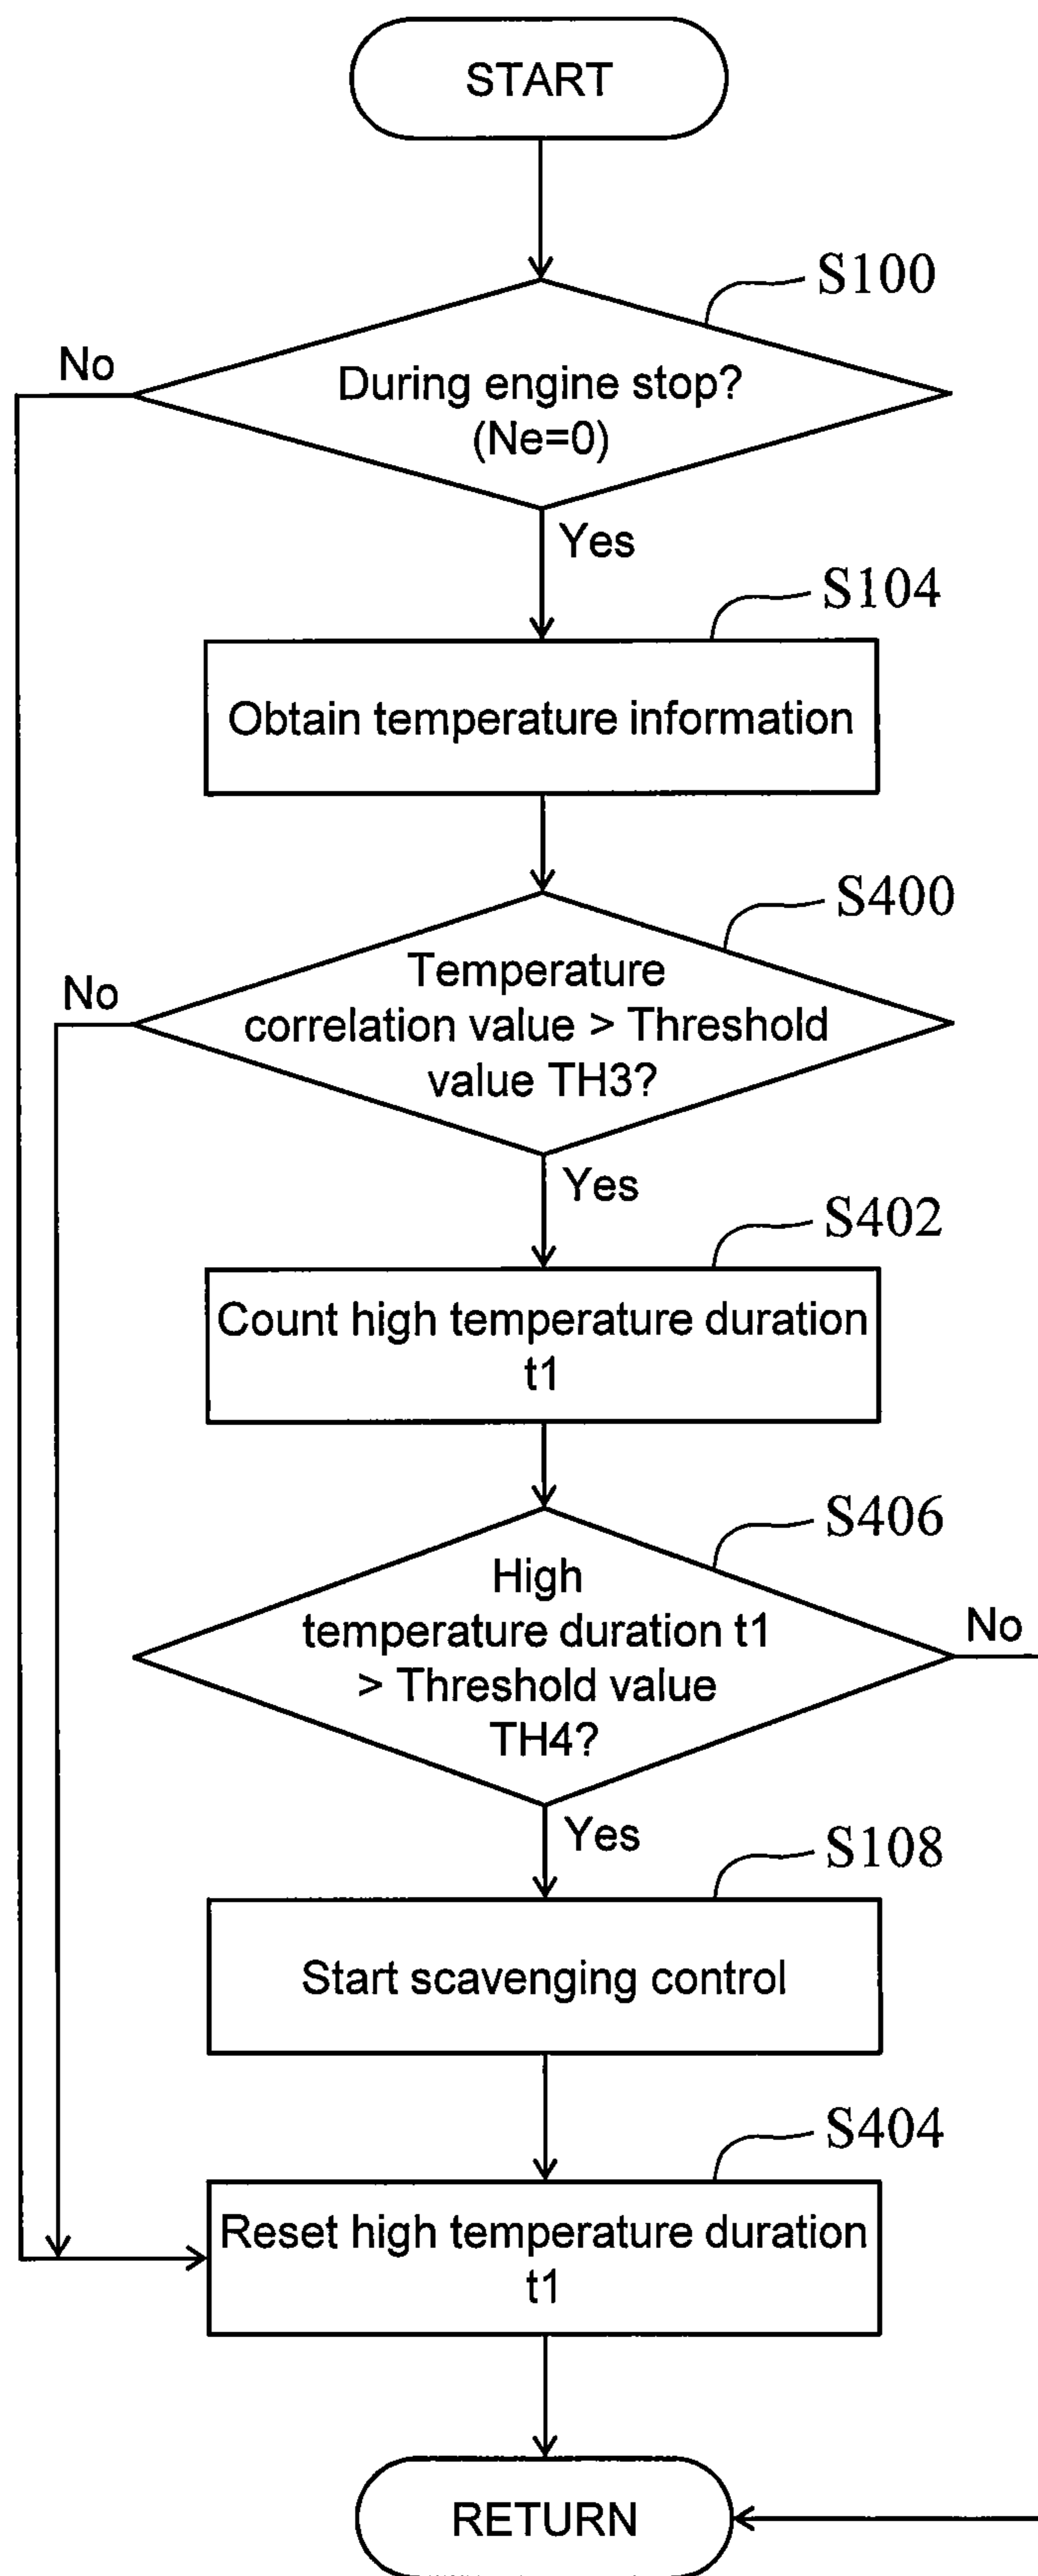 START
S100
No
During engine stop?
(Ne=0)
Yes
S104
Obtain temperature information
S400
No
Temperature
correlation value > Threshold
value TH3?
Yes
S402
Count high temperature duration
t1
S406
High
temperature duration t1
> Threshold value
TH4?
No
Yes
S108
Start scavenging control
S404
Reset high temperature duration
t1
RETURN